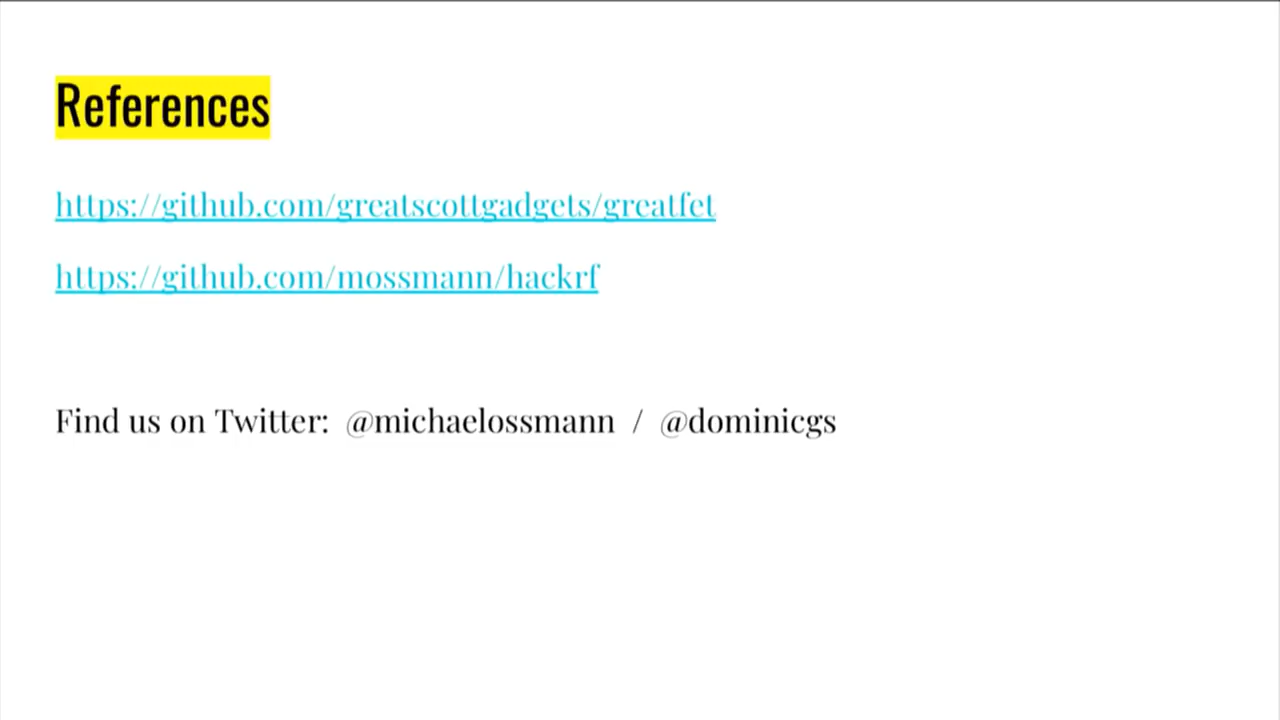 References
https://github.com/greatscottgadgets/greatfet
https://github.com/mossmann/hackrf
Find us on Twitter: @michaelossmann / @dominicgs